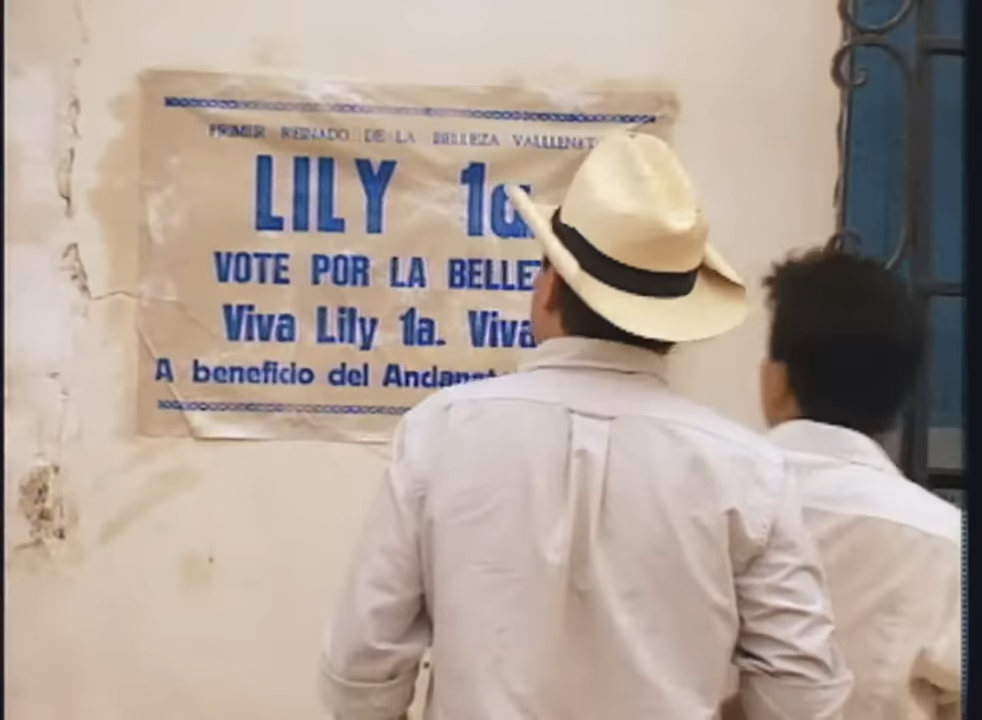 PRIMER REINADO DE LA BELLEZA
LILY 1a
VOTE POR LA
Viva Lily 1a. Viva
A beneficio del